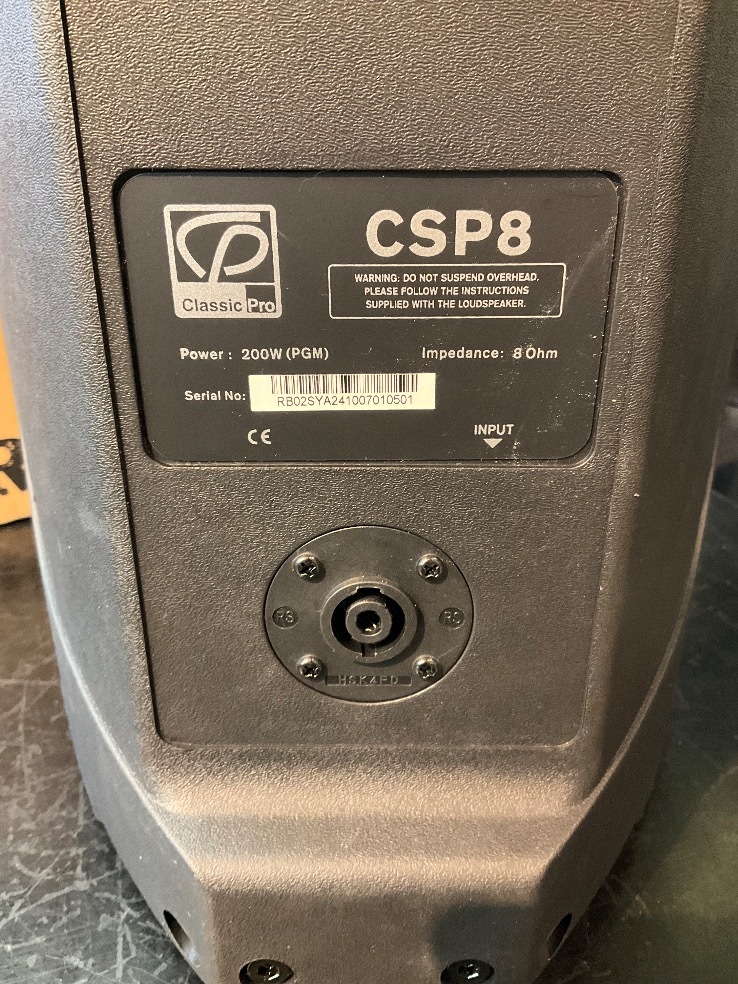 Classic Pro
CSP8
WARNING: DO NOT SUSPEND OVERHEAD.
PLEASE FOLLOW THE INSTRUCTIONS
SUPPLIED WITH THE LOUDSPEAKER.
Power : 200W (PGM)
Impedance: 8 Ohm
Serial No:
RB02SYA241007010501
CE
INPUT